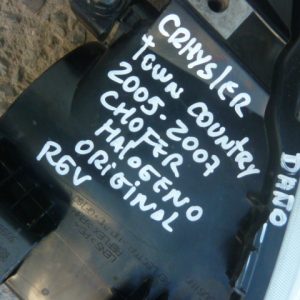 CRHYSLER
TOWN COUNTRY
2005-2007
CHOFER
HALOGENO
ORIGINAL
RGV
DAÑO